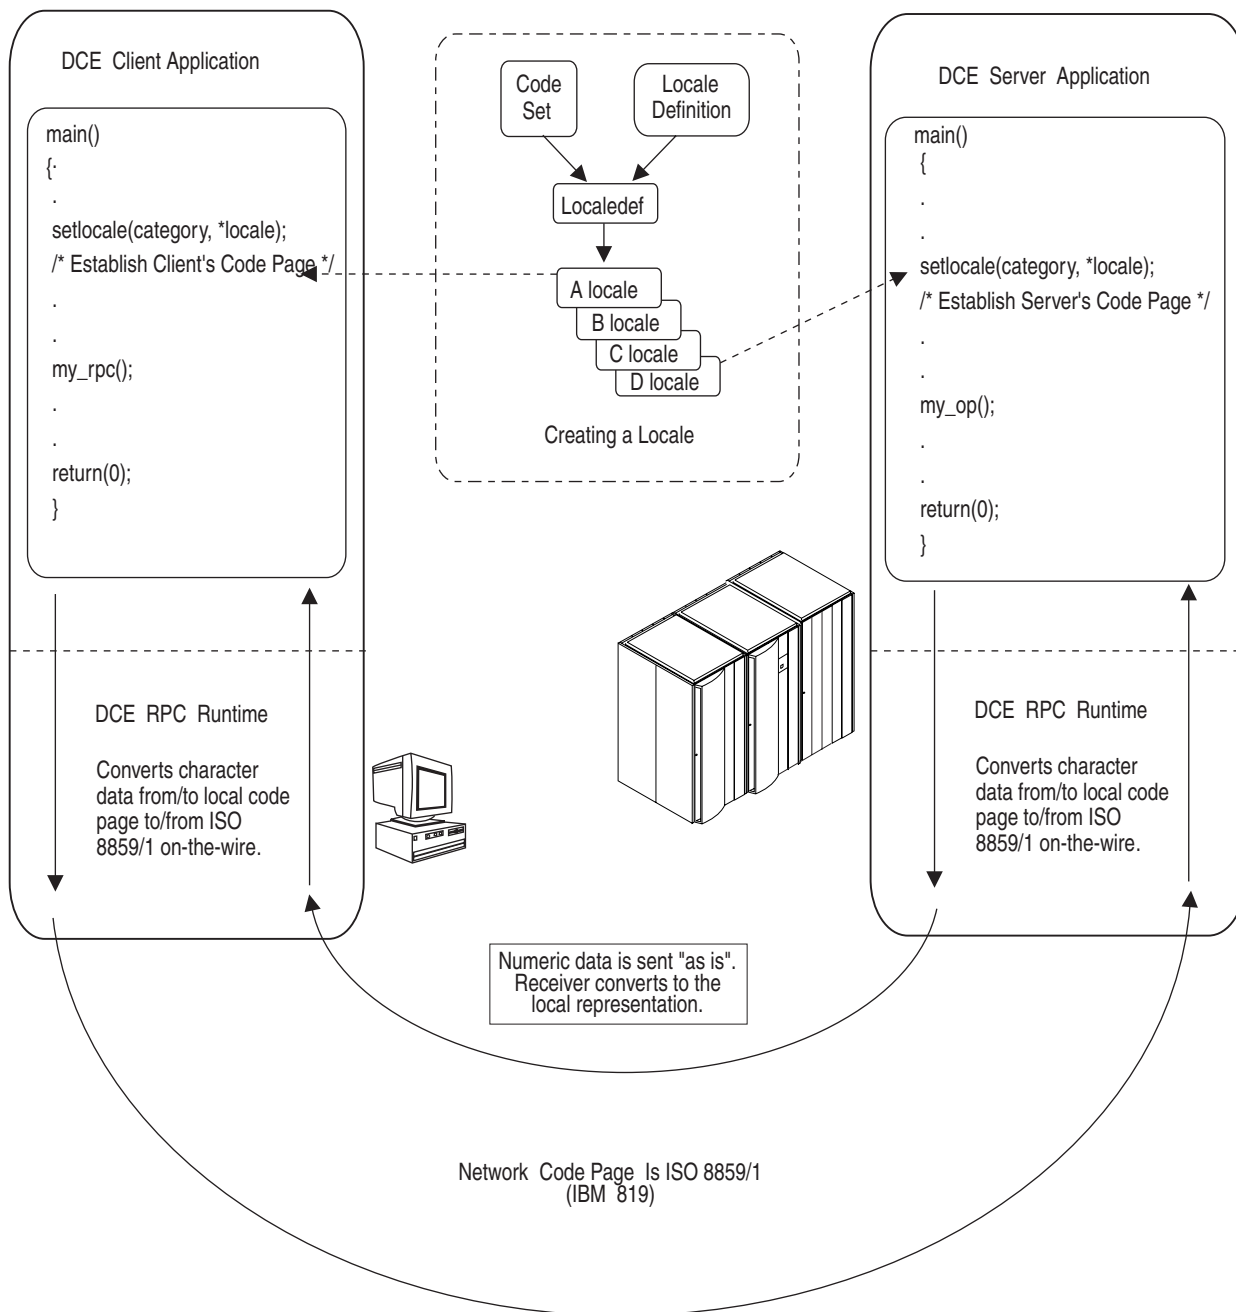 DCE Client Application
main()
{.
.
setlocale(category, *locale);
/* Establish Client's Code Page */
.
.
my_rpc();
.
.
return(0);
}
DCE RPC Runtime
Converts character
data from/to local code
page to/from ISO
8859/1 on-the-wire.
Code
Set
Locale
Definition
Localedef
A locale
B locale
C locale
D locale
Creating a Locale
DCE Server Application
main()
{
.
.
setlocale(category, *locale);
/* Establish Server's Code Page */
.
.
my_op();
.
.
return(0);
}
DCE RPC Runtime
Converts character
data from/to local code
page to/from ISO
8859/1 on-the-wire.
Numeric data is sent "as is".
Receiver converts to the
local representation.
Network Code Page Is ISO 8859/1
(IBM 819)